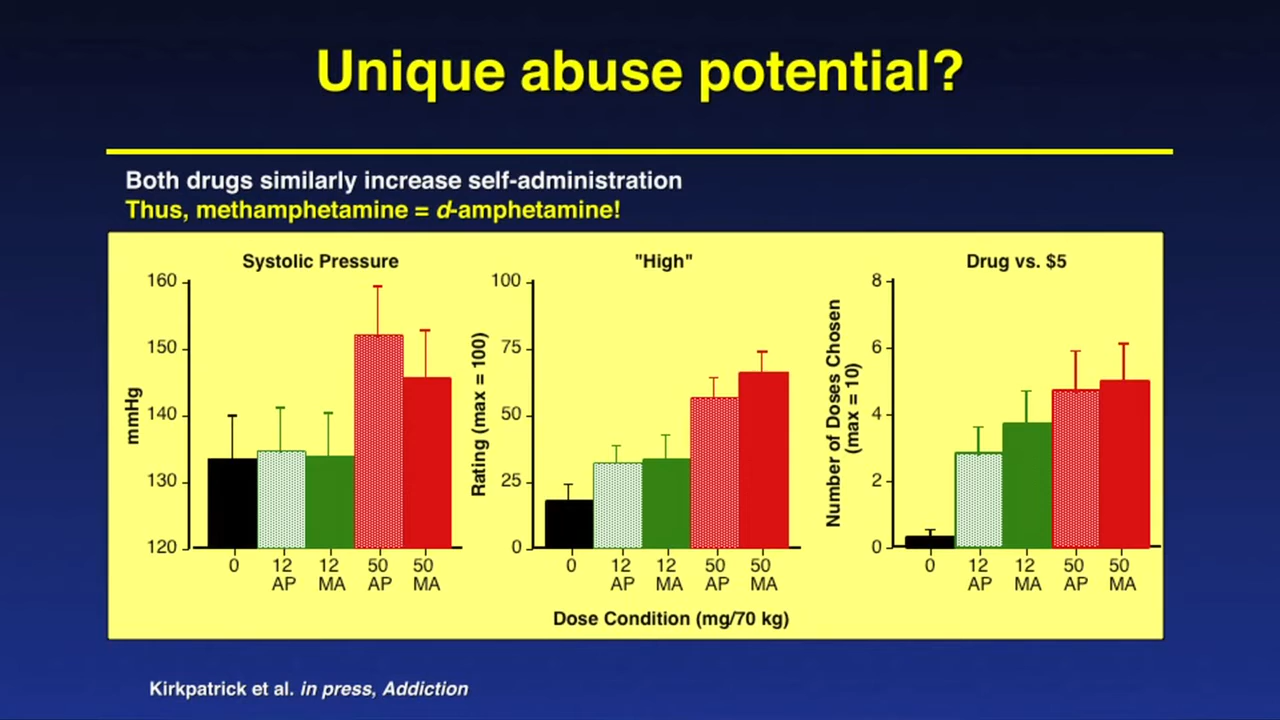 Unique abuse potential?
Both drugs similarly increase self-administration
Thus, methamphetamine = d-amphetamine!
Systolic Pressure
160
150
140
130
120
mmHg
0
12 AP
12 MA
50 AP
50 MA
"High"
100
75
50
25
0
Rating (max = 100)
0
12 AP
12 MA
50 AP
50 MA
Drug vs. $5
8
6
4
2
0
Number of Doses Chosen
(max = 10)
0
12 AP
12 MA
50 AP
50 MA
Dose Condition (mg/70 kg)
Kirkpatrick et al. in press, Addiction